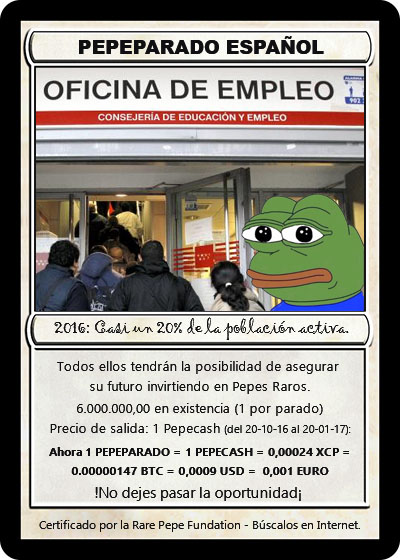 PEPEPARADO ESPAÑOL
OFICINA DE EMPLEO
902
CONSEJERÍA DE EDUCACIÓN Y EMPLEO
2016: Casi un 20% de la población activa.
Todos ellos tendrán la posibilidad de asegurar
su futuro invirtiendo en Pepes Raros.
6.000.000,00 en existencia (1 por parado)
Precio de salida: 1 Pepecash (del 20-10-16 al 20-01-17):
Ahora 1 PEPEPARADO = 1 PEPECASH = 0,00024 XCP =
0.00000147 BTC = 0,0009 USD = 0,001 EURO
!No dejes pasar la oportunidad¡
Certificado por la Rare Pepe Foundation - Búscalos en Internet.